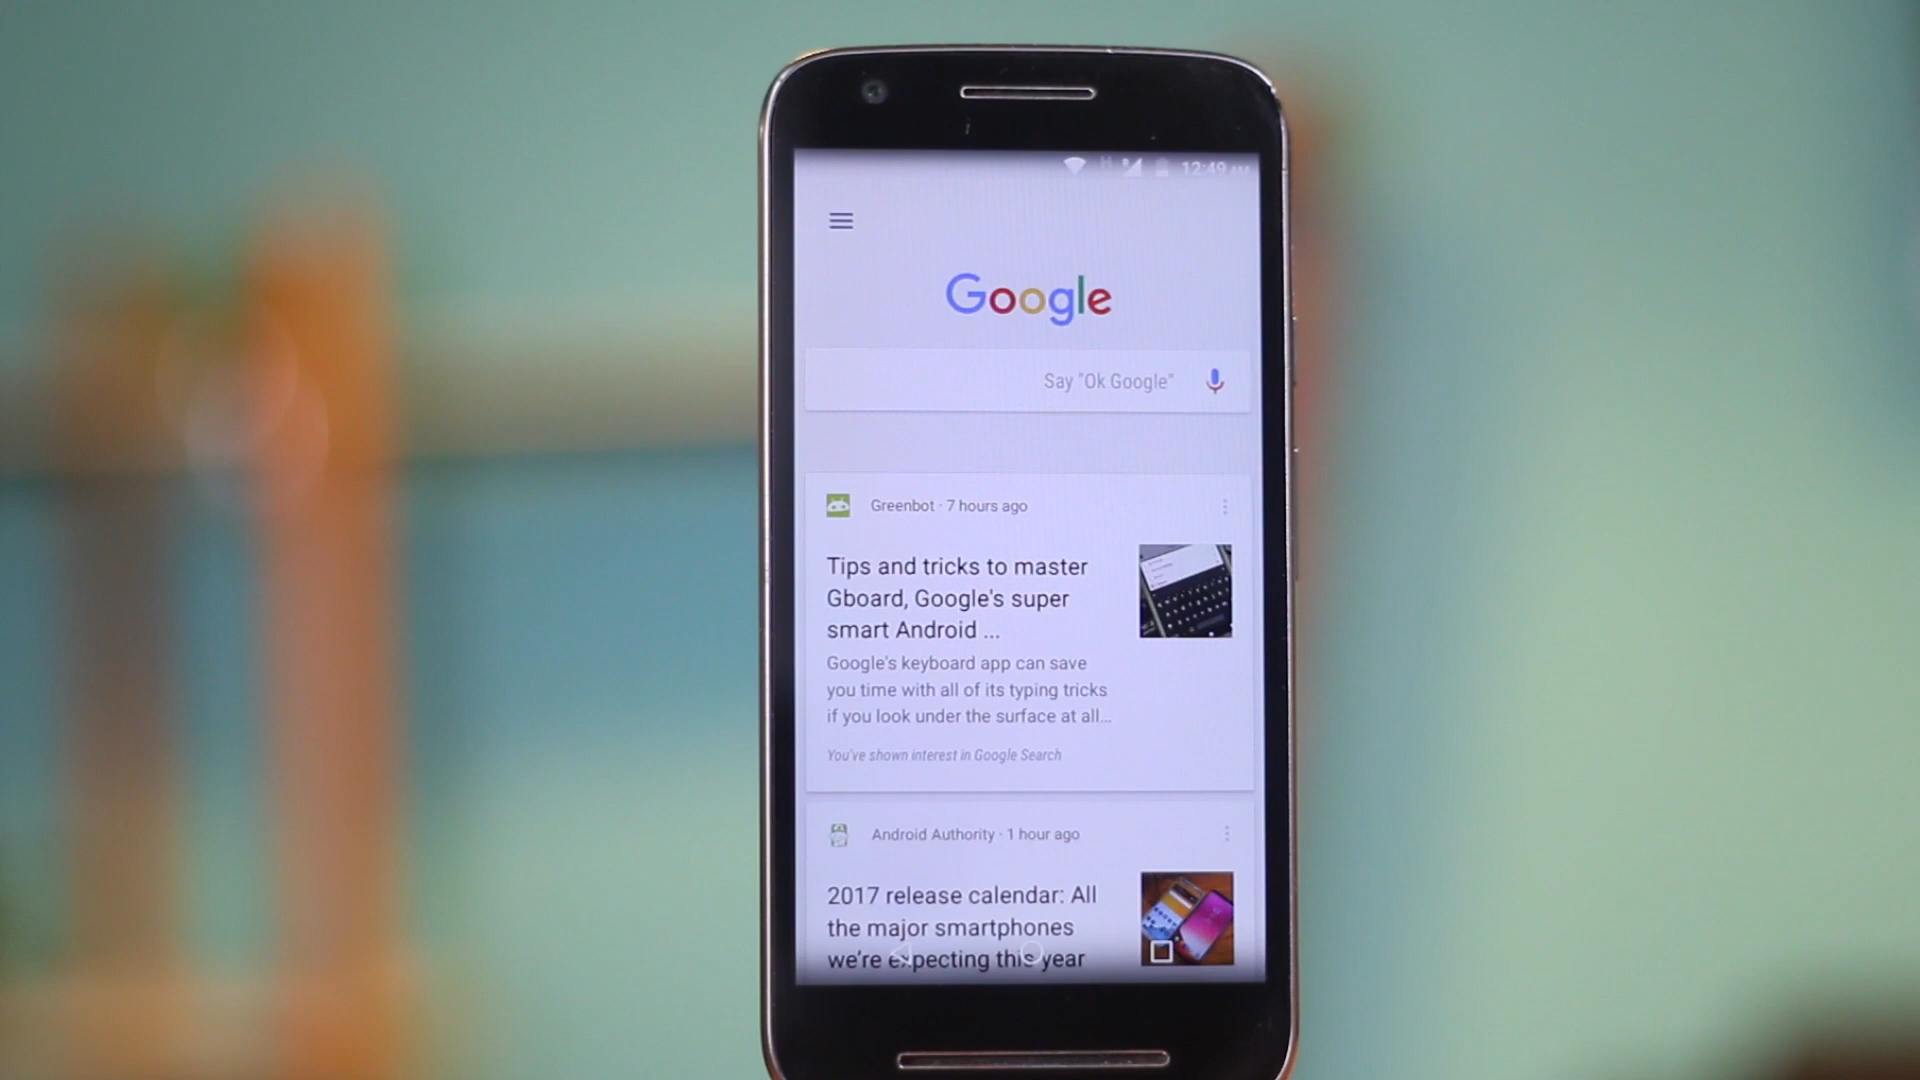 H 12:49 AM
Google
Say "Ok Google"
Greenbot · 7 hours ago
Tips and tricks to master
Gboard, Google's super
smart Android ...
Google's keyboard app can save
you time with all of its typing tricks
if you look under the surface at all...
You've shown interest in Google Search
Android Authority · 1 hour ago
2017 release calendar: All
the major smartphones
we're expecting this year